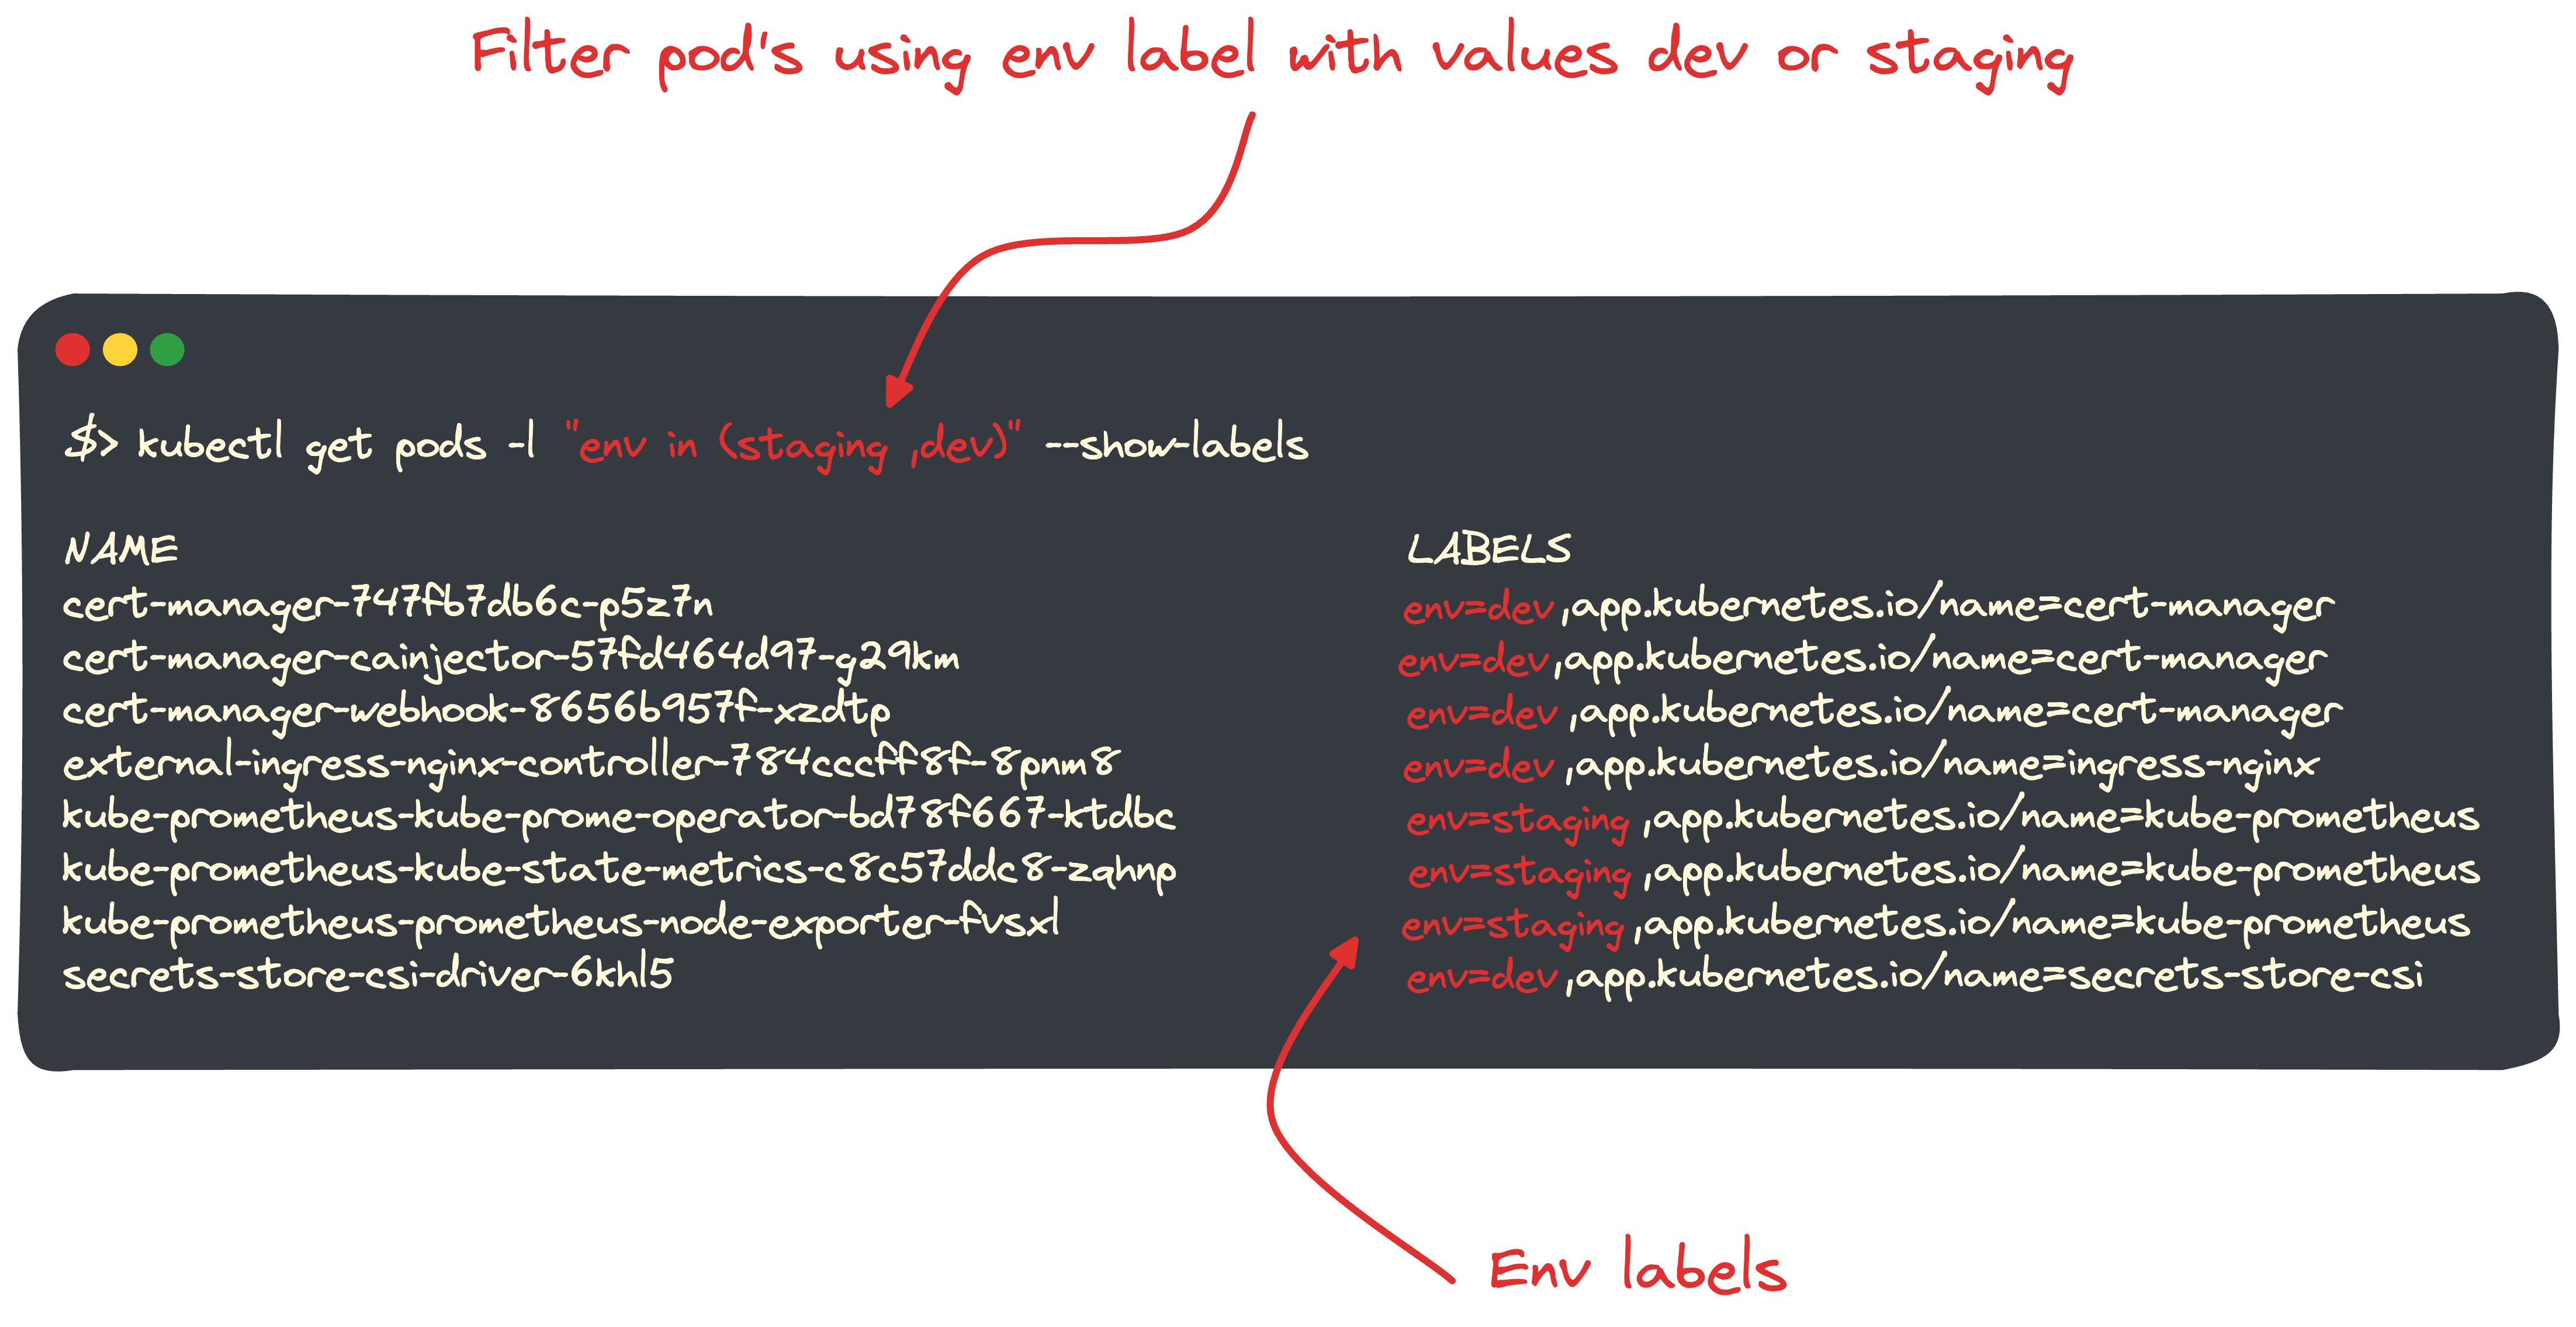 Filter pod's using env label with values dev or staging
$> kubectl get pods -l "env in (staging ,dev)" --show-labels
NAME LABELS
cert-manager-747fb7db6c-p5z7n env=dev ,app.kubernetes.io/name=cert-manager
cert-manager-cainjector-57fd464d97-g29km env=dev ,app.kubernetes.io/name=cert-manager
cert-manager-webhook-8656b957f-xzdtp env=dev ,app.kubernetes.io/name=cert-manager
external-ingress-nginx-controller-784cccff8f-8pnm8 env=dev ,app.kubernetes.io/name=ingress-nginx
kube-prometheus-kube-prome-operator-bd78f667-ktdbc env=staging ,app.kubernetes.io/name=kube-prometheus
kube-prometheus-kube-state-metrics-c8c57ddc8-zqhnp env=staging ,app.kubernetes.io/name=kube-prometheus
kube-prometheus-prometheus-node-exporter-fvsxl env=staging ,app.kubernetes.io/name=kube-prometheus
secrets-store-csi-driver-6khl5 env=dev ,app.kubernetes.io/name=secrets-store-csi
Env labels